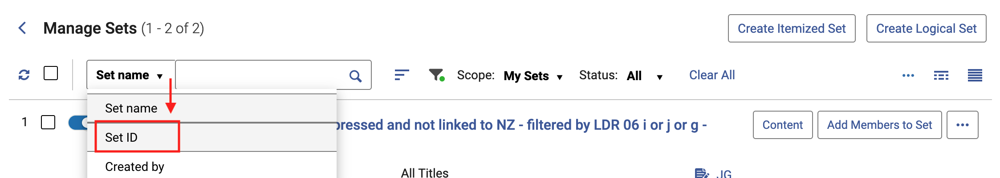 Manage Sets (1 - 2 of 2)
Create Itemized Set
Create Logical Set
Set name
Scope: My Sets
Status: All
Clear All
Set name
Set ID
Created by
1
and not linked to NZ - filtered by LDR 06 i or j or g -
Content
Add Members to Set
All Titles
JG